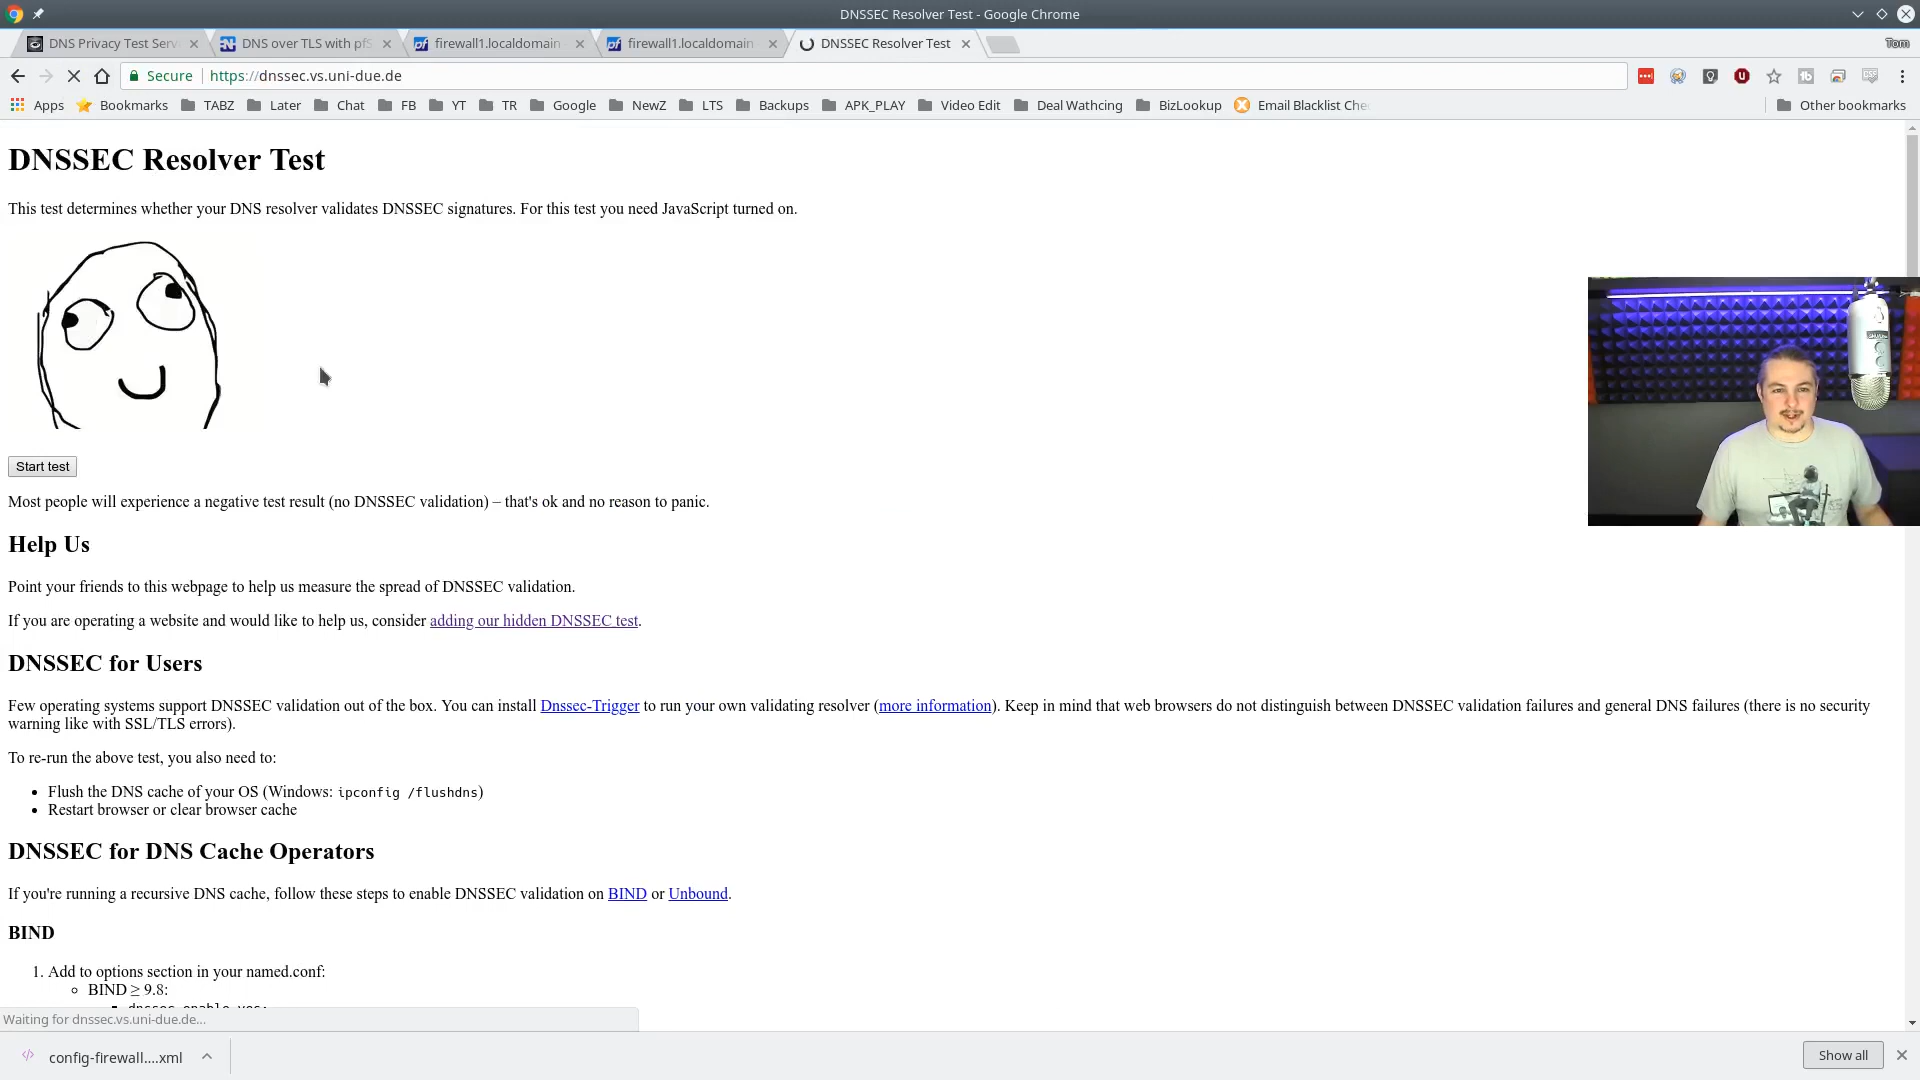 DNSSEC Resolver Test - Google Chrome
DNS Privacy Test Serv
DNS over TLS with pfS
firewall1.localdomain
firewall1.localdomain
DNSSEC Resolver Test
Tom
Secure
https://dnssec.vs.uni-due.de
Apps
Bookmarks
TABZ
Later
Chat
FB
YT
TR
Google
NewZ
LTS
Backups
APK_PLAY
Video Edit
Deal Wathcing
BizLookup
Email Blacklist Che
Other bookmarks
DNSSEC Resolver Test
This test determines whether your DNS resolver validates DNSSEC signatures. For this test you need JavaScript turned on.
Start test
Most people will experience a negative test result (no DNSSEC validation) – that's ok and no reason to panic.
Help Us
Point your friends to this webpage to help us measure the spread of DNSSEC validation.
If you are operating a website and would like to help us, consider adding our hidden DNSSEC test.
DNSSEC for Users
Few operating systems support DNSSEC validation out of the box. You can install Dnssec-Trigger to run your own validating resolver (more information). Keep in mind that web browsers do not distinguish between DNSSEC validation failures and general DNS failures (there is no security
warning like with SSL/TLS errors).
To re-run the above test, you also need to:
• Flush the DNS cache of your OS (Windows: ipconfig /flushdns)
• Restart browser or clear browser cache
DNSSEC for DNS Cache Operators
If you're running a recursive DNS cache, follow these steps to enable DNSSEC validation on BIND or Unbound.
BIND
1. Add to options section in your named.conf:
◦ BIND ≥ 9.8:
▪ dnssec-enable yes;
Waiting for dnssec.vs.uni-due.de...
config-firewall....xml
Show all